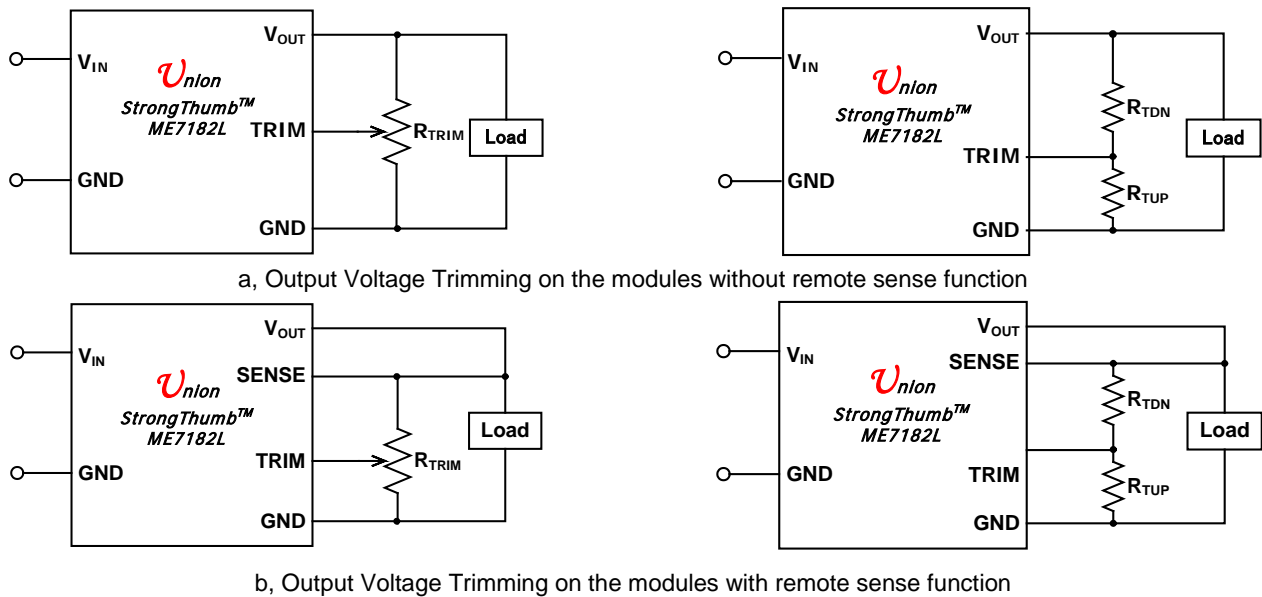 VOUT
VIN
Union
StrongThumb™
ME7182L
TRIM
RTRIM
Load
GND
GND
VOUT
VIN
Union
StrongThumb™
ME7182L
RTDN
Load
TRIM
GND
RTUP
GND
a, Output Voltage Trimming on the modules without remote sense function
VOUT
VIN
SENSE
Union
StrongThumb™
ME7182L
Load
TRIM
RTRIM
GND
GND
VOUT
VIN
SENSE
Union
StrongThumb™
ME7182L
RTDN
Load
GND
TRIM
RTUP
GND
b, Output Voltage Trimming on the modules with remote sense function